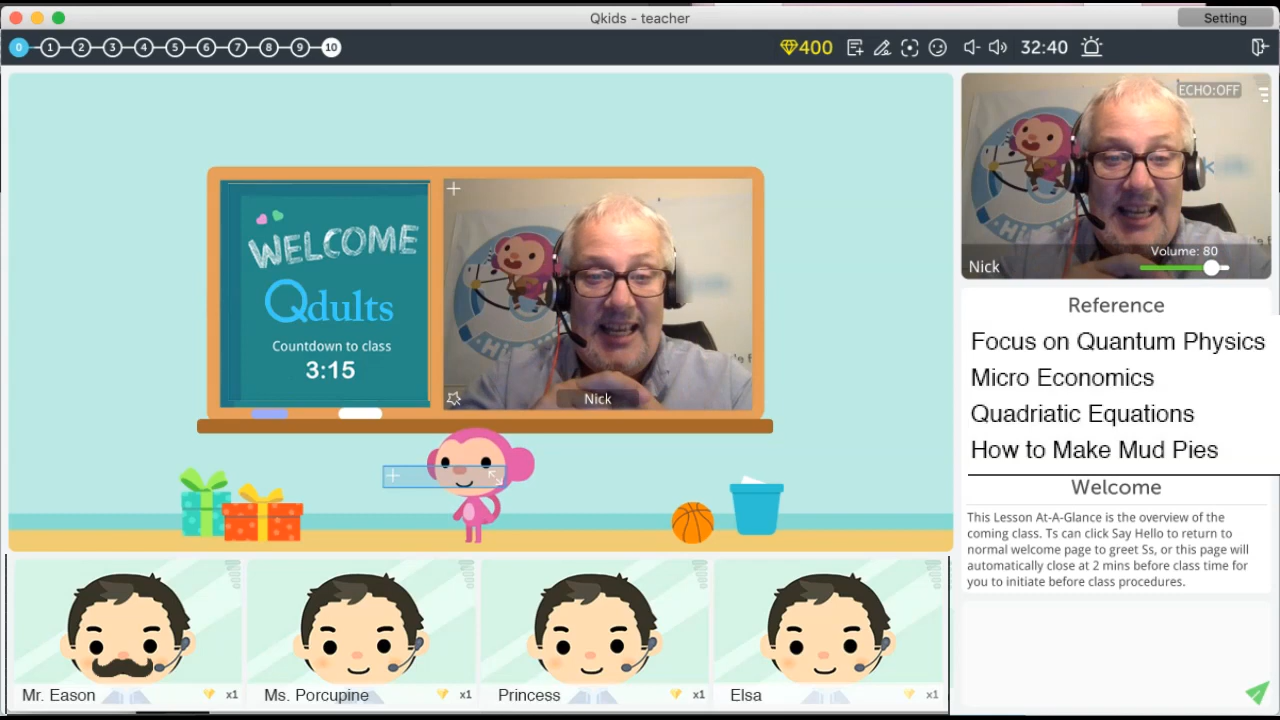 Qkids - teacher
Setting
0 1 2 3 4 5 6 7 8 9 10
400
32:40
ECHO:OFF
WELCOME
Qdults
Countdown to class
3:15
Nick
Volume: 80
Nick
Reference
Focus on Quantum Physics
Micro Economics
Quadriatic Equations
How to Make Mud Pies
Welcome
This Lesson At-A-Glance is the overview of the
coming class. Ts can click Say Hello to return to
normal welcome page to greet Ss, or this page will
automatically close at 2 mins before class time for
you to initiate before class procedures.
Mr. Eason x1
Ms. Porcupine x1
Princess x1
Elsa x1